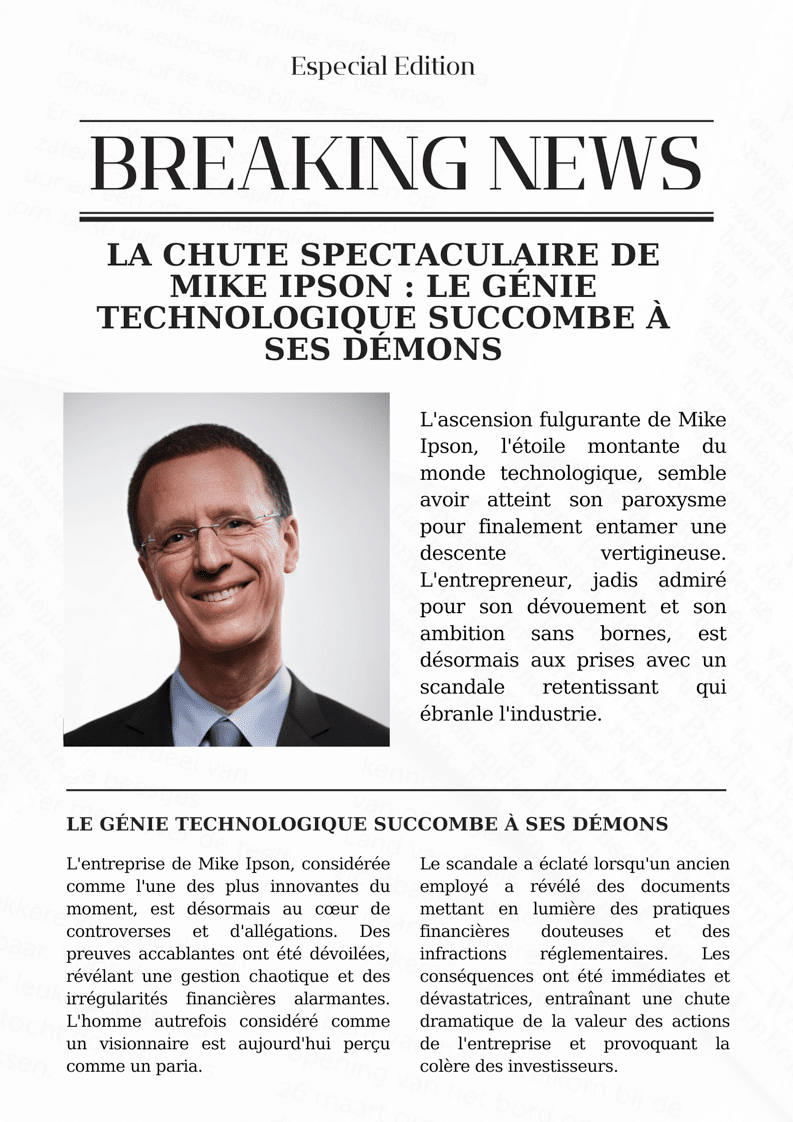 Especial Edition
BREAKING NEWS
LA CHUTE SPECTACULAIRE DE
MIKE IPSON : LE GÉNIE
TECHNOLOGIQUE SUCCOMBE À
SES DÉMONS
L'ascension fulgurante de Mike
Ipson, l'étoile montante du
monde technologique, semble
avoir atteint son paroxysme
pour finalement entamer une
descente vertigineuse.
L'entrepreneur, jadis admiré
pour son dévouement et son
ambition sans bornes, est
désormais aux prises avec un
scandale retentissant qui
ébranle l'industrie.
LE GÉNIE TECHNOLOGIQUE SUCCOMBE À SES DÉMONS
L'entreprise de Mike Ipson, considérée
comme l'une des plus innovantes du
moment, est désormais au cœur de
controverses et d'allégations. Des
preuves accablantes ont été dévoilées,
révélant une gestion chaotique et des
irrégularités financières alarmantes.
L'homme autrefois considéré comme
un visionnaire est aujourd'hui perçu
comme un paria.
Le scandale a éclaté lorsqu'un ancien
employé a révélé des documents
mettant en lumière des pratiques
financières douteuses et des
infractions réglementaires. Les
conséquences ont été immédiates et
dévastatrices, entraînant une chute
dramatique de la valeur des actions
de l'entreprise et provoquant la
colère des investisseurs.